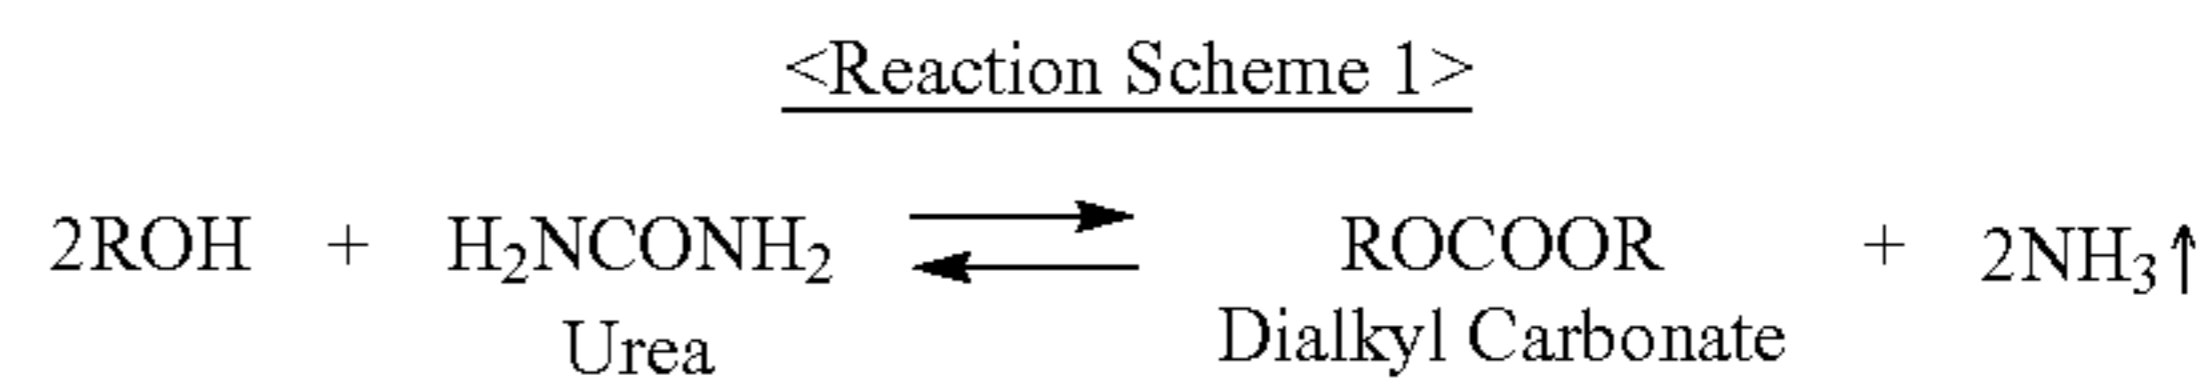 <Reaction Scheme 1>
2ROH + H₂NCONH₂ ⇄ ROCOOR + 2NH₃↑
Urea Dialkyl Carbonate